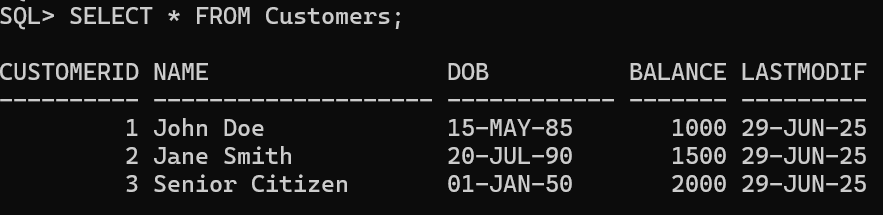 SQL> SELECT * FROM Customers;
CUSTOMERID NAME                 DOB          BALANCE LASTMODIF
---------- -------------------- ------------ ------- ---------
         1 John Doe             15-MAY-85       1000 29-JUN-25
         2 Jane Smith           20-JUL-90       1500 29-JUN-25
         3 Senior Citizen       01-JAN-50       2000 29-JUN-25